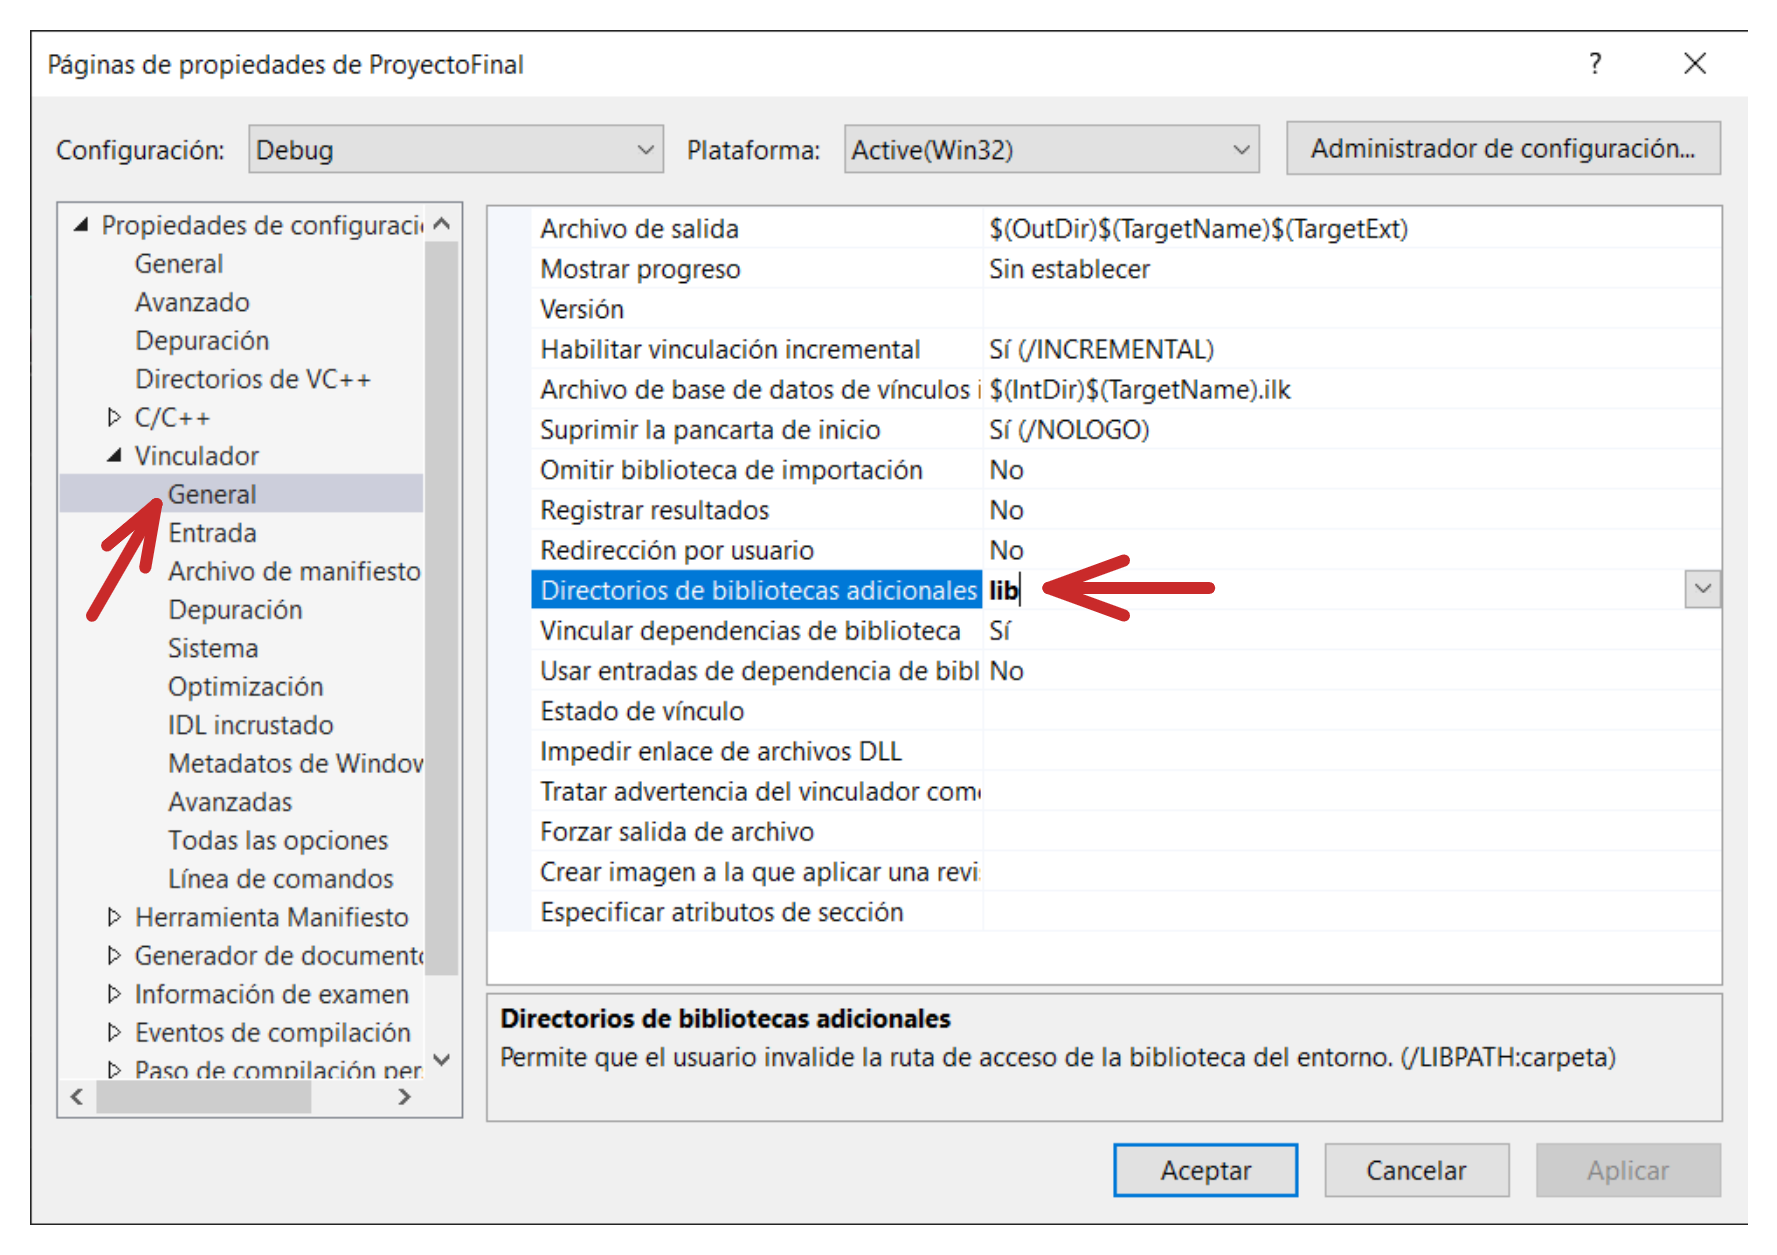 Páginas de propiedades de ProyectoFinal
?
Configuración: Debug Plataforma: Active(Win32) Administrador de configuración...
Propiedades de configuraci
General
Avanzado
Depuración
Directorios de VC++
C/C++
Vinculador
General
Entrada
Archivo de manifiesto
Depuración
Sistema
Optimización
IDL incrustado
Metadatos de Window
Avanzadas
Todas las opciones
Línea de comandos
Herramienta Manifiesto
Generador de documento
Información de examen
Eventos de compilación
Paso de compilación per
Archivo de salida $(OutDir)$(TargetName)$(TargetExt)
Mostrar progreso Sin establecer
Versión
Habilitar vinculación incremental Sí (/INCREMENTAL)
Archivo de base de datos de vínculos i $(IntDir)$(TargetName).ilk
Suprimir la pancarta de inicio Sí (/NOLOGO)
Omitir biblioteca de importación No
Registrar resultados No
Redirección por usuario No
Directorios de bibliotecas adicionales lib
Vincular dependencias de biblioteca Sí
Usar entradas de dependencia de bibl No
Estado de vínculo
Impedir enlace de archivos DLL
Tratar advertencia del vinculador com
Forzar salida de archivo
Crear imagen a la que aplicar una revi
Especificar atributos de sección
Directorios de bibliotecas adicionales
Permite que el usuario invalide la ruta de acceso de la biblioteca del entorno. (/LIBPATH:carpeta)
Aceptar Cancelar Aplicar